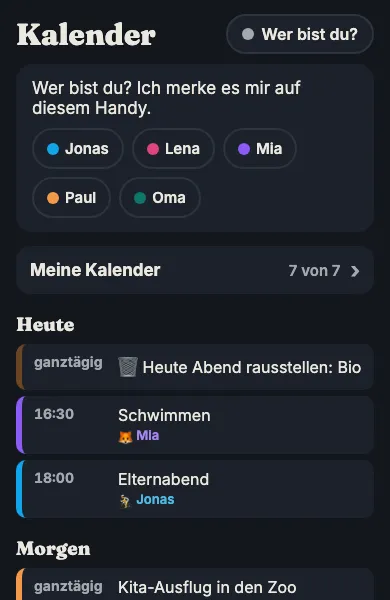 Kalender
Wer bist du?
Wer bist du? Ich merke es mir auf
diesem Handy.
Jonas
Lena
Mia
Paul
Oma
Meine Kalender
7 von 7
Heute
ganztägig
Heute Abend rausstellen: Bio
16:30
Schwimmen
Mia
18:00
Elternabend
Jonas
Morgen
ganztägig
Kita-Ausflug in den Zoo